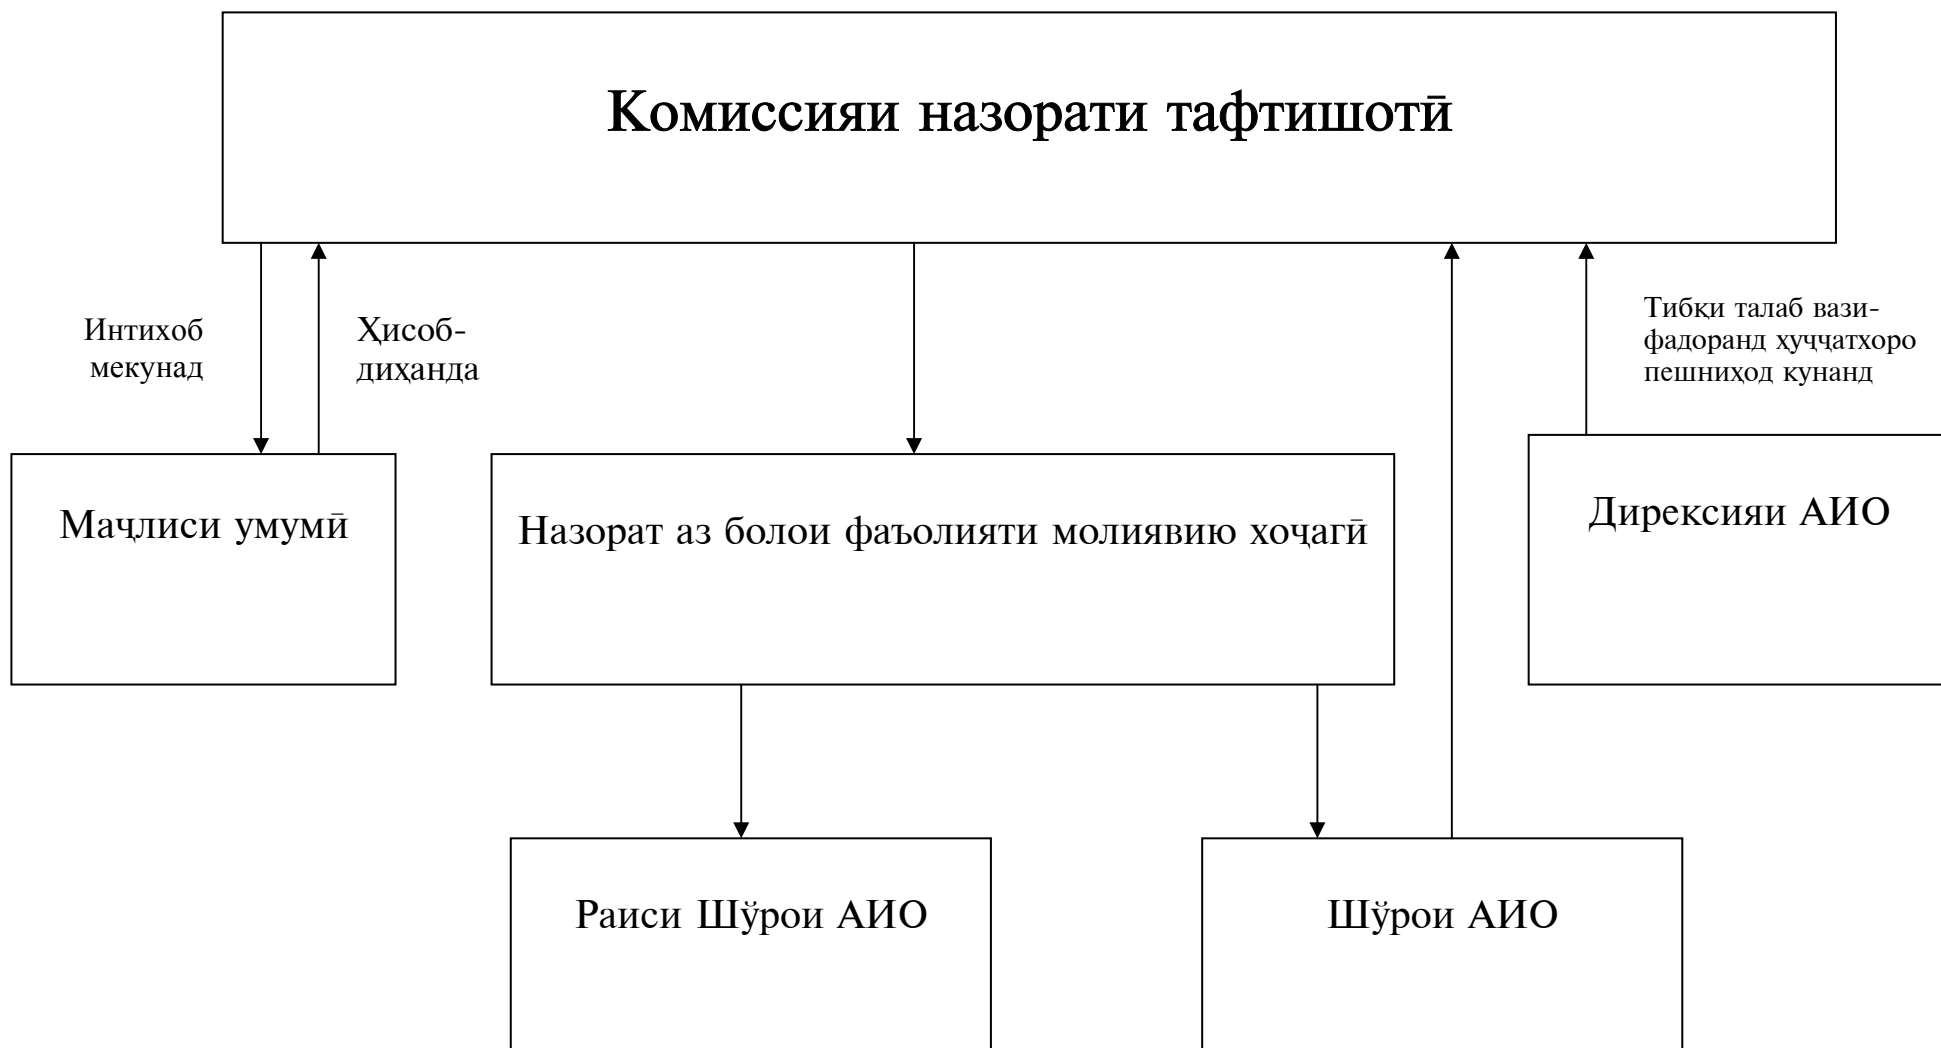 Комиссияи назорати тафтишотӣ
Интихоб
мекунад
Ҳисоб-
диҳанда
Тибқи талаб вази-
фадоранд ҳуҷҷатхоро
пешниҳод кунанд
Маҷлиси умумӣ
Назорат аз болои фаъолияти молиявию хоҷагӣ
Дирексияи АИО
Раиси Шӯрои АИО
Шӯрои АИО